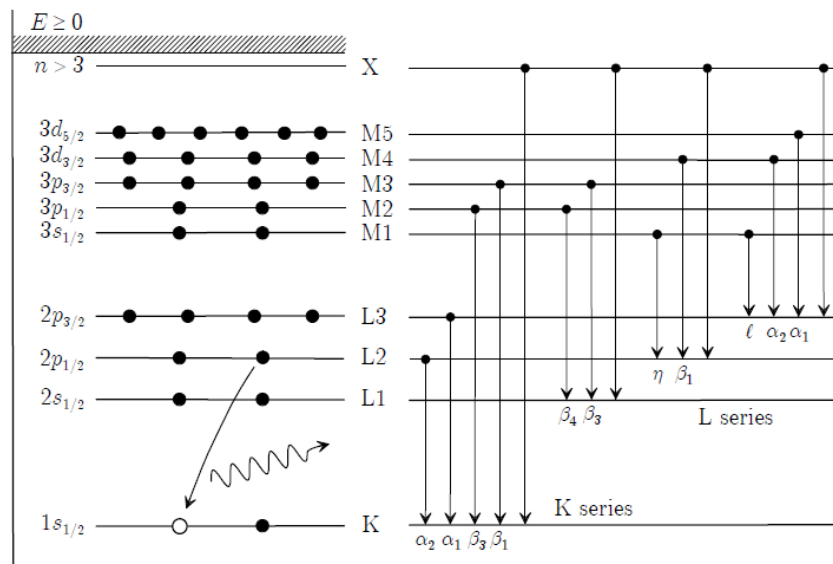 E ≥ 0
n > 3 X
3d₅/₂ M5
3d₃/₂ M4
3p₃/₂ M3
3p₁/₂ M2
3s₁/₂ M1
2p₃/₂ L3
ℓ α₂ α₁
2p₁/₂ L2
η β₁
2s₁/₂ L1
β₄ β₃ L series
K series
1s₁/₂ K
α₂ α₁ β₃ β₁